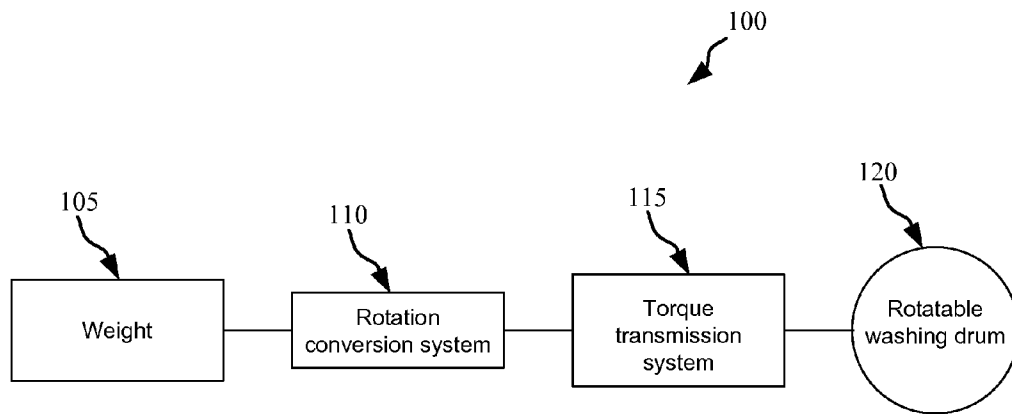 100
105
110
115
120
Weight
Rotation
conversion system
Torque
transmission
system
Rotatable
washing drum